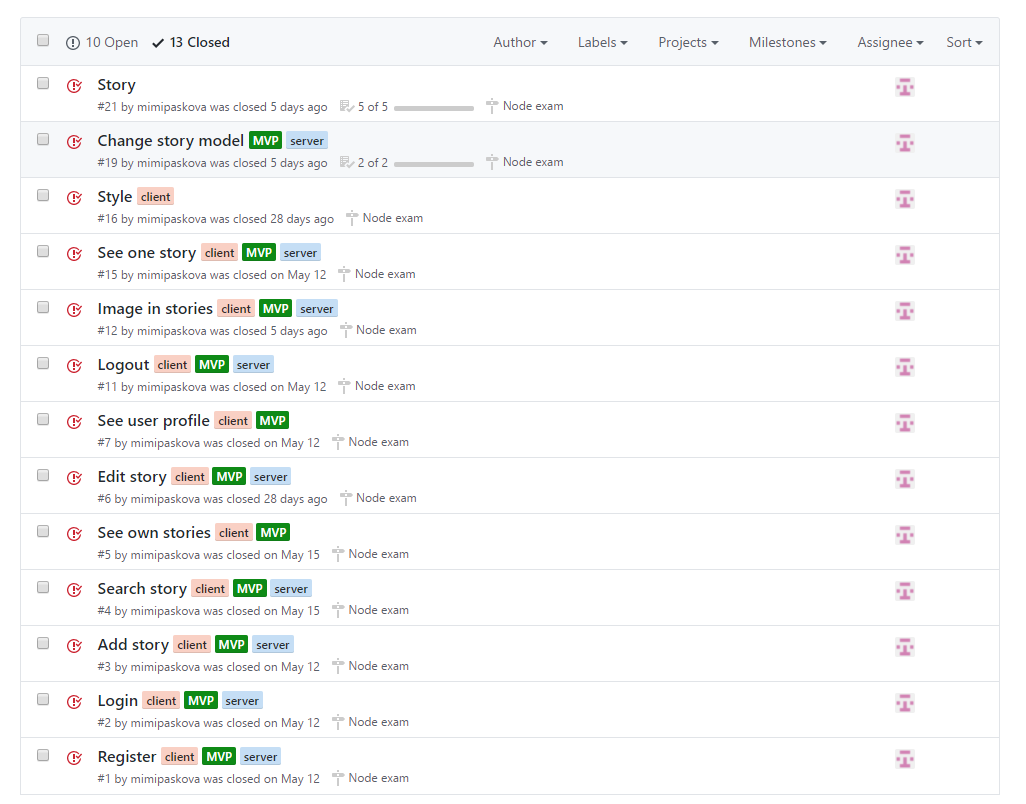 10 Open 13 Closed Author Labels Projects Milestones Assignee Sort
Story
#21 by mimipaskova was closed 5 days ago 5 of 5 Node exam
Change story model MVP server
#19 by mimipaskova was closed 5 days ago 2 of 2 Node exam
Style client
#16 by mimipaskova was closed 28 days ago Node exam
See one story client MVP server
#15 by mimipaskova was closed on May 12 Node exam
Image in stories client MVP server
#12 by mimipaskova was closed 5 days ago Node exam
Logout client MVP server
#11 by mimipaskova was closed on May 12 Node exam
See user profile client MVP
#7 by mimipaskova was closed on May 12 Node exam
Edit story client MVP server
#6 by mimipaskova was closed 28 days ago Node exam
See own stories client MVP
#5 by mimipaskova was closed on May 15 Node exam
Search story client MVP server
#4 by mimipaskova was closed on May 15 Node exam
Add story client MVP server
#3 by mimipaskova was closed on May 12 Node exam
Login client MVP server
#2 by mimipaskova was closed on May 12 Node exam
Register client MVP server
#1 by mimipaskova was closed on May 12 Node exam